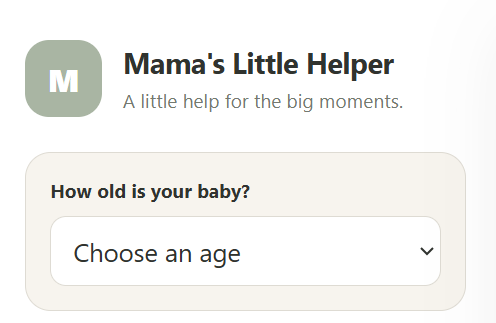 M
Mama's Little Helper
A little help for the big moments.
How old is your baby?
Choose an age